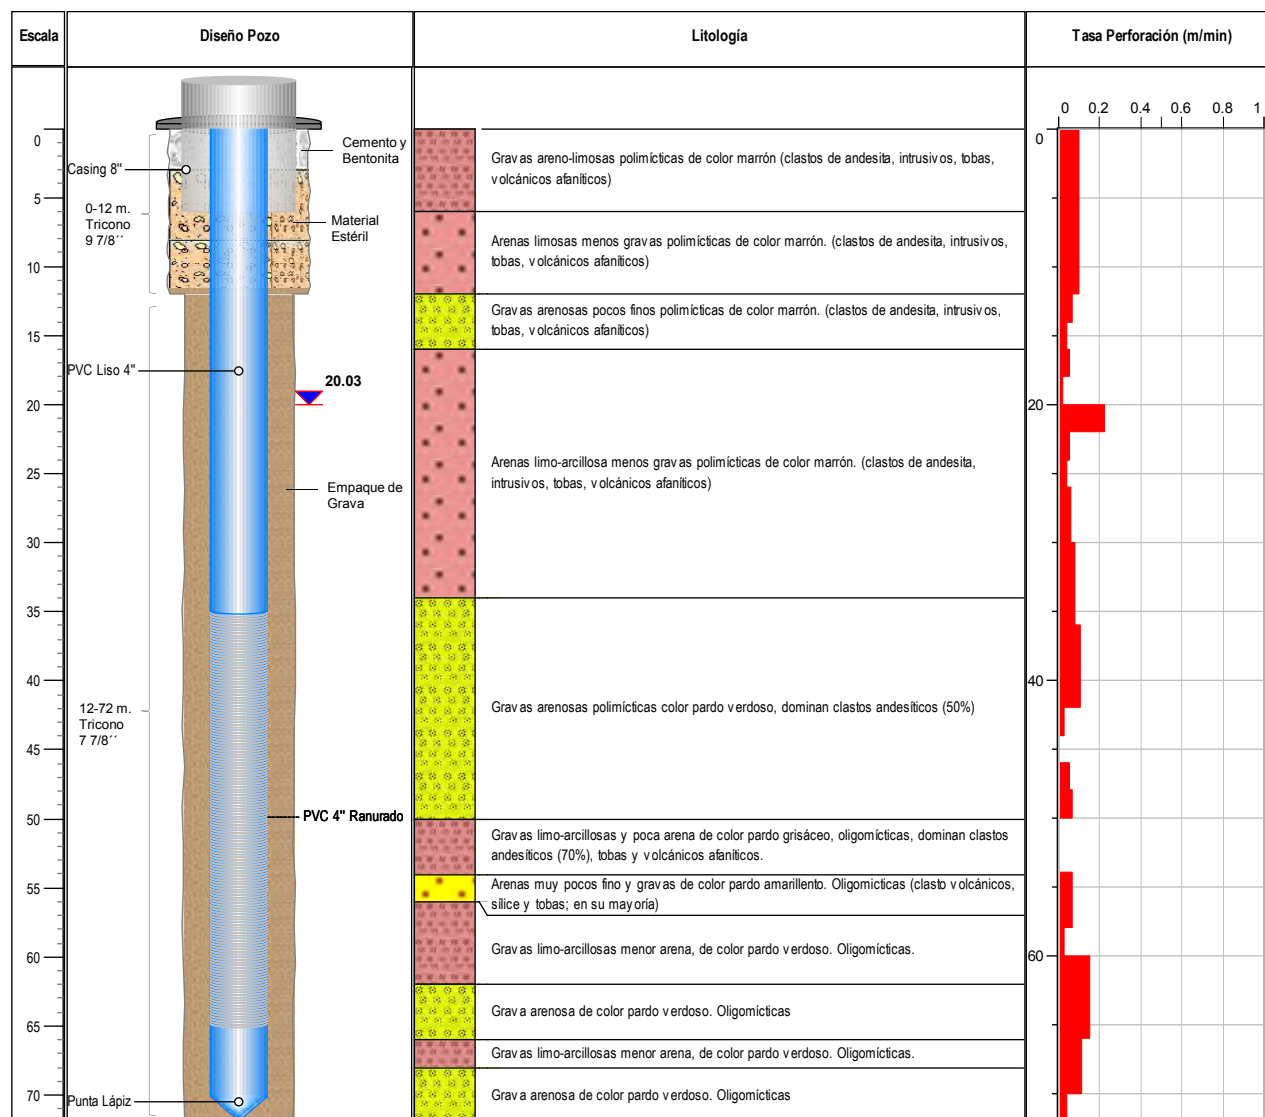 Escala
Diseño Pozo
Litología
Tasa Perforación (m/min)
0
5
10
15
20
25
30
35
40
45
50
55
60
65
70
Casing 8"
0-12 m.
Tricono
9 7/8´´
Cemento y
Bentonita
Material
Estéril
PVC Liso 4"
20.03
Empaque de
Grava
12-72 m.
Tricono
7 7/8´´
PVC 4" Ranurado
Punta Lápiz
Gravas areno-limosas polimícticas de color marrón (clastos de andesita, intrusivos, tobas,
volcánicos afaníticos)
Arenas limosas menos gravas polimícticas de color marrón. (clastos de andesita, intrusivos,
tobas, volcánicos afaníticos)
Gravas arenosas pocos finos polimícticas de color marrón. (clastos de andesita, intrusivos,
tobas, volcánicos afaníticos)
Arenas limo-arcillosa menos gravas polimícticas de color marrón. (clastos de andesita,
intrusivos, tobas, volcánicos afaníticos)
Gravas arenosas polimícticas color pardo verdoso, dominan clastos andesíticos (50%)
Gravas limo-arcillosas y poca arena de color pardo grisáceo, oligomícticas, dominan clastos
andesíticos (70%), tobas y volcánicos afaníticos.
Arenas muy pocos fino y gravas de color pardo amarillento. Oligomicticas (clasto volcánicos,
sílice y tobas; en su mayoría)
Gravas limo-arcillosas menor arena, de color pardo verdoso. Oligomícticas.
Grava arenosa de color pardo verdoso. Oligomícticas
Gravas limo-arcillosas menor arena, de color pardo verdoso. Oligomícticas.
Grava arenosa de color pardo verdoso. Oligomícticas
0 0.2 0.4 0.6 0.8 1
0
20
40
60